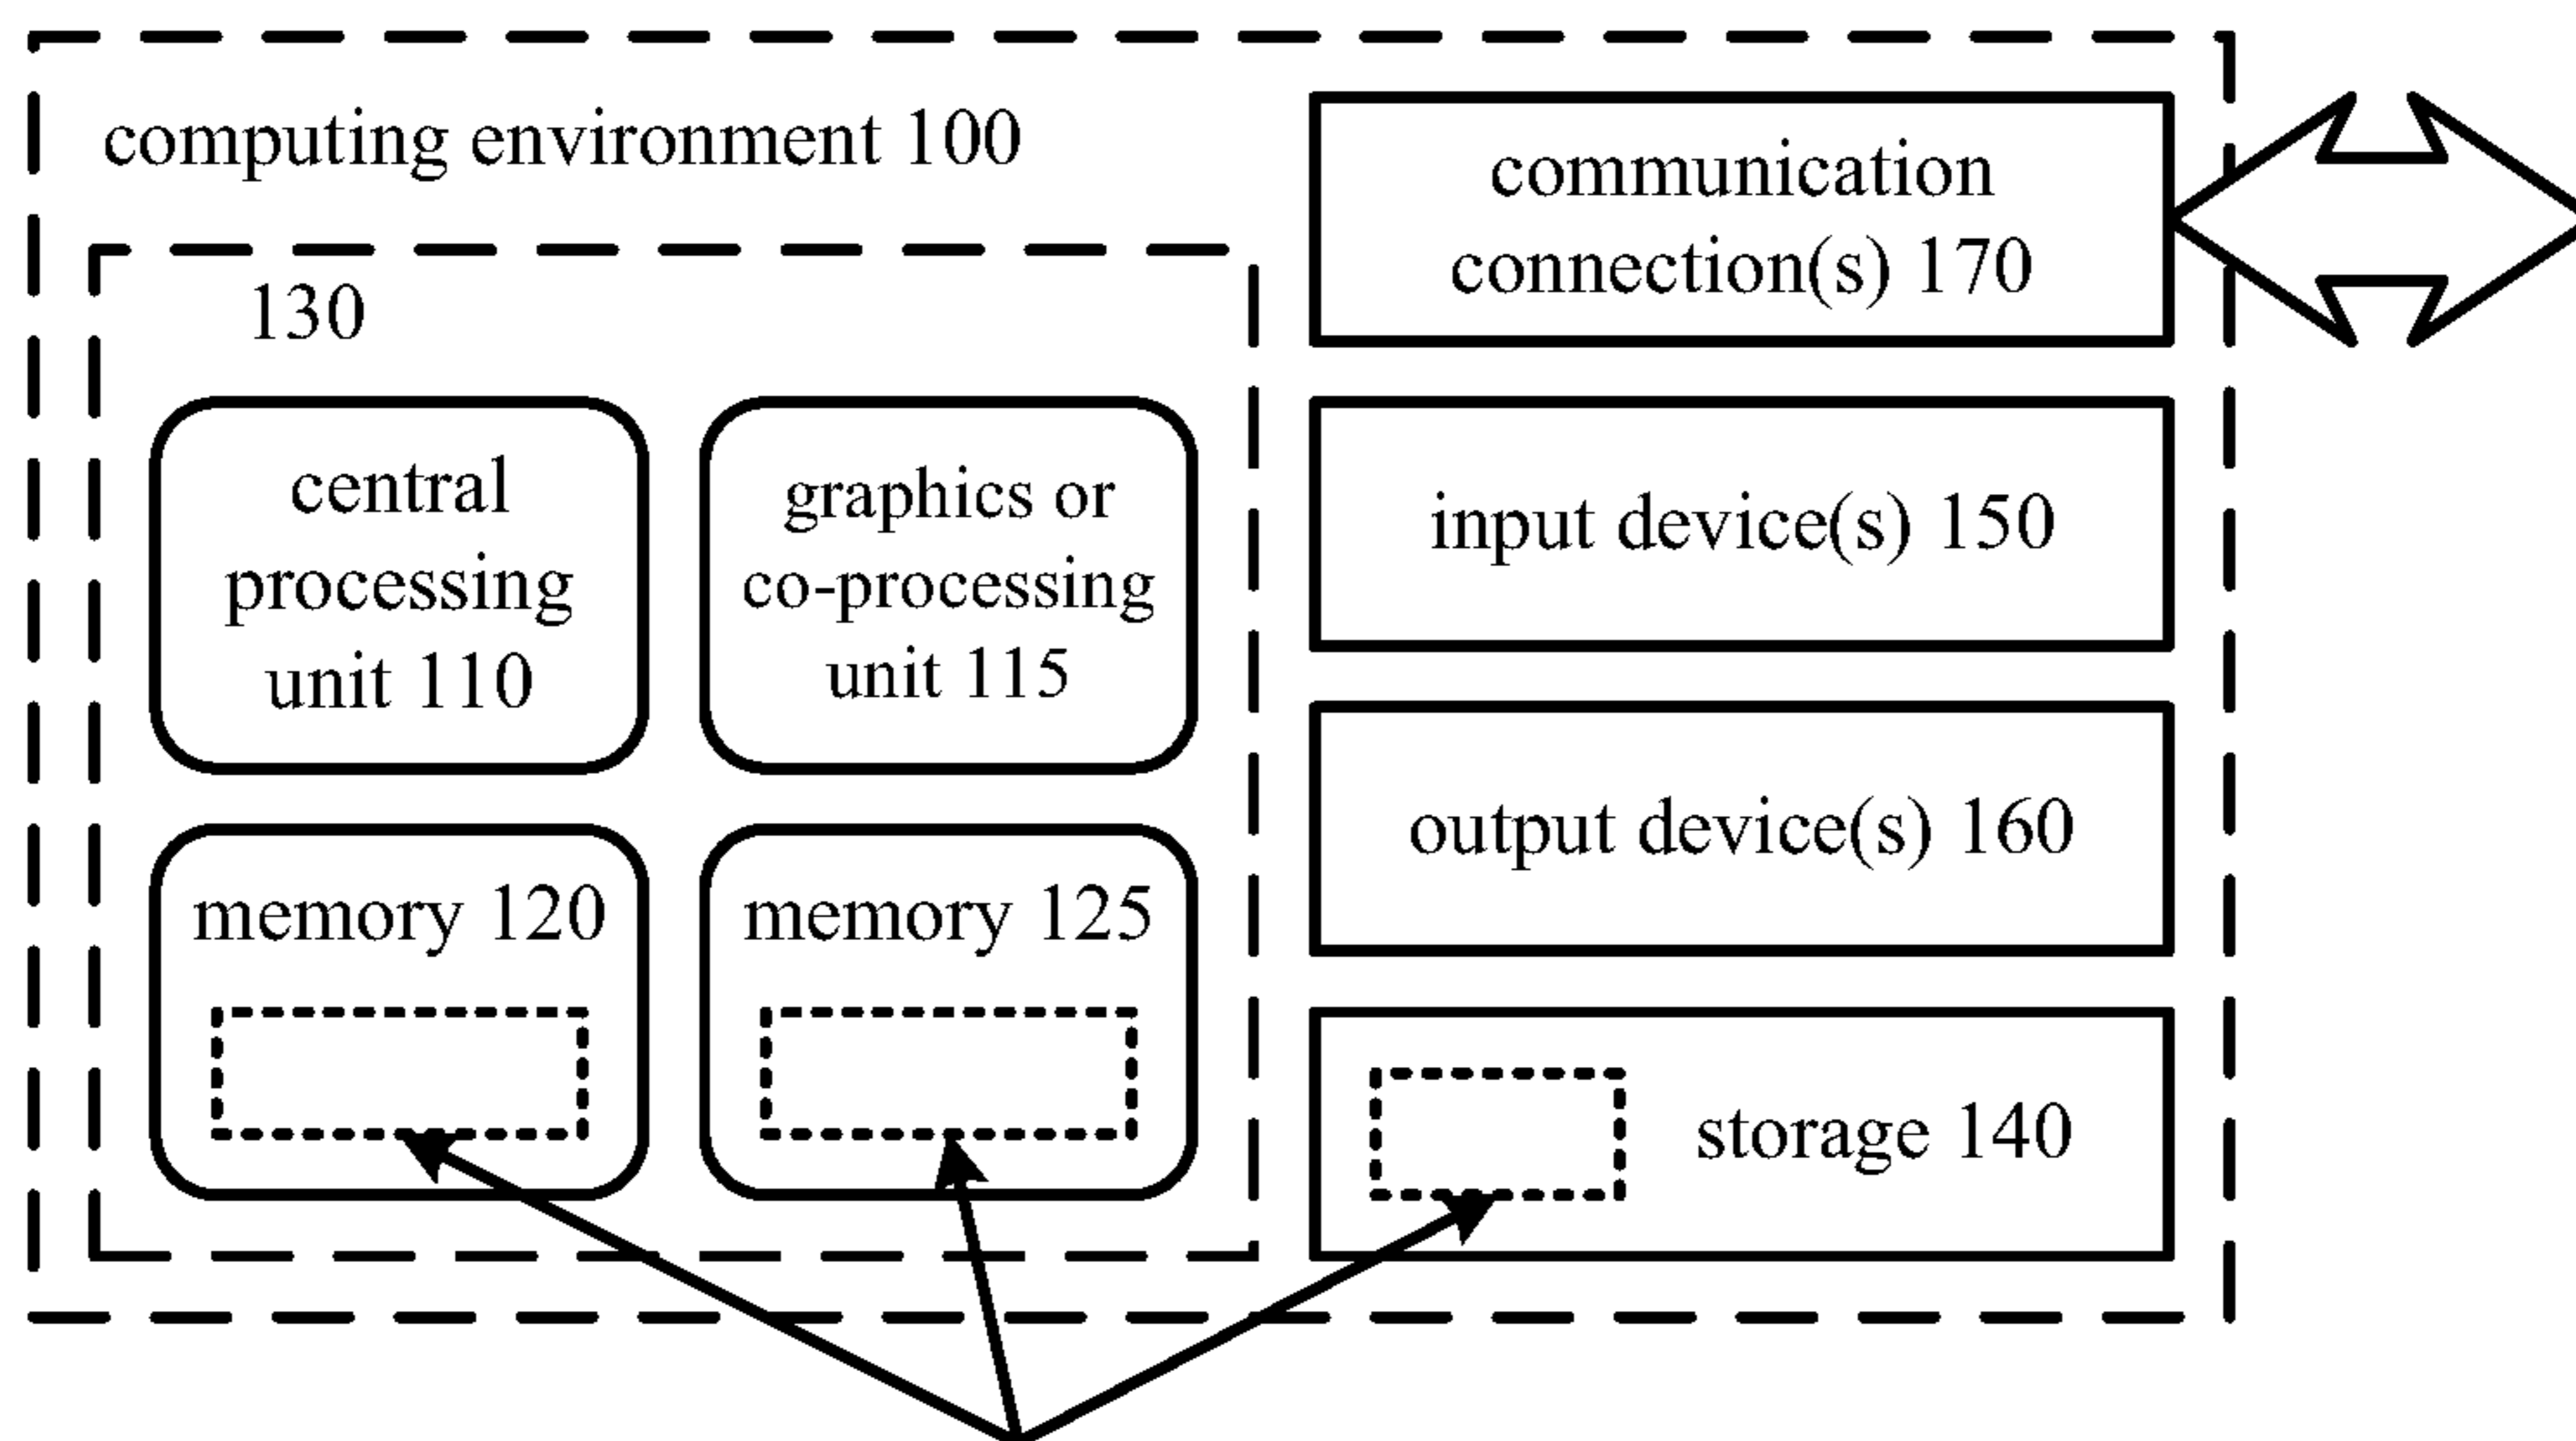 computing environment 100
communication
connection(s) 170
130
central
processing
unit 110
graphics or
co-processing
unit 115
input device(s) 150
output device(s) 160
memory 120
memory 125
storage 140